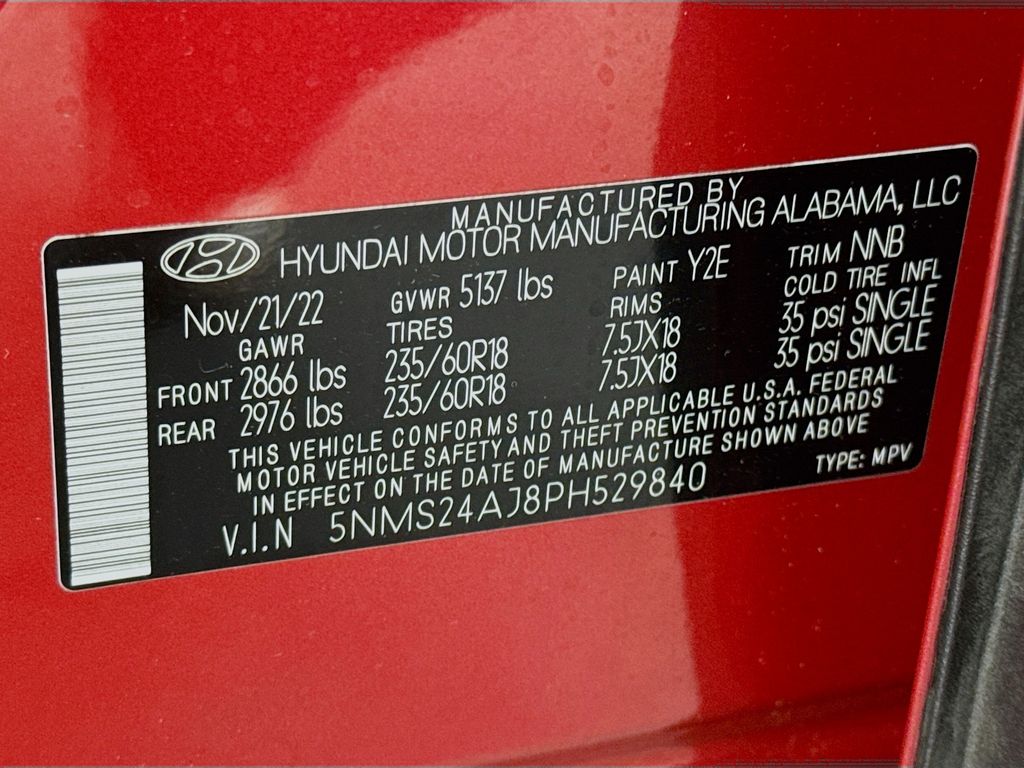 MANUFACTURED BY
HYUNDAI MOTOR MANUFACTURING ALABAMA, LLC
Nov/21/22 GVWR 5137 lbs PAINT Y2E TRIM NNB
GAWR TIRES RIMS COLD TIRE INFL
FRONT 2866 lbs 235/60R18 7.5JX18 35 psi SINGLE
REAR 2976 lbs 235/60R18 7.5JX18 35 psi SINGLE
THIS VEHICLE CONFORMS TO ALL APPLICABLE U.S.A. FEDERAL
MOTOR VEHICLE SAFETY AND THEFT PREVENTION STANDARDS
IN EFFECT ON THE DATE OF MANUFACTURE SHOWN ABOVE
V.I.N 5NMS24AJ8PH529840 TYPE: MPV